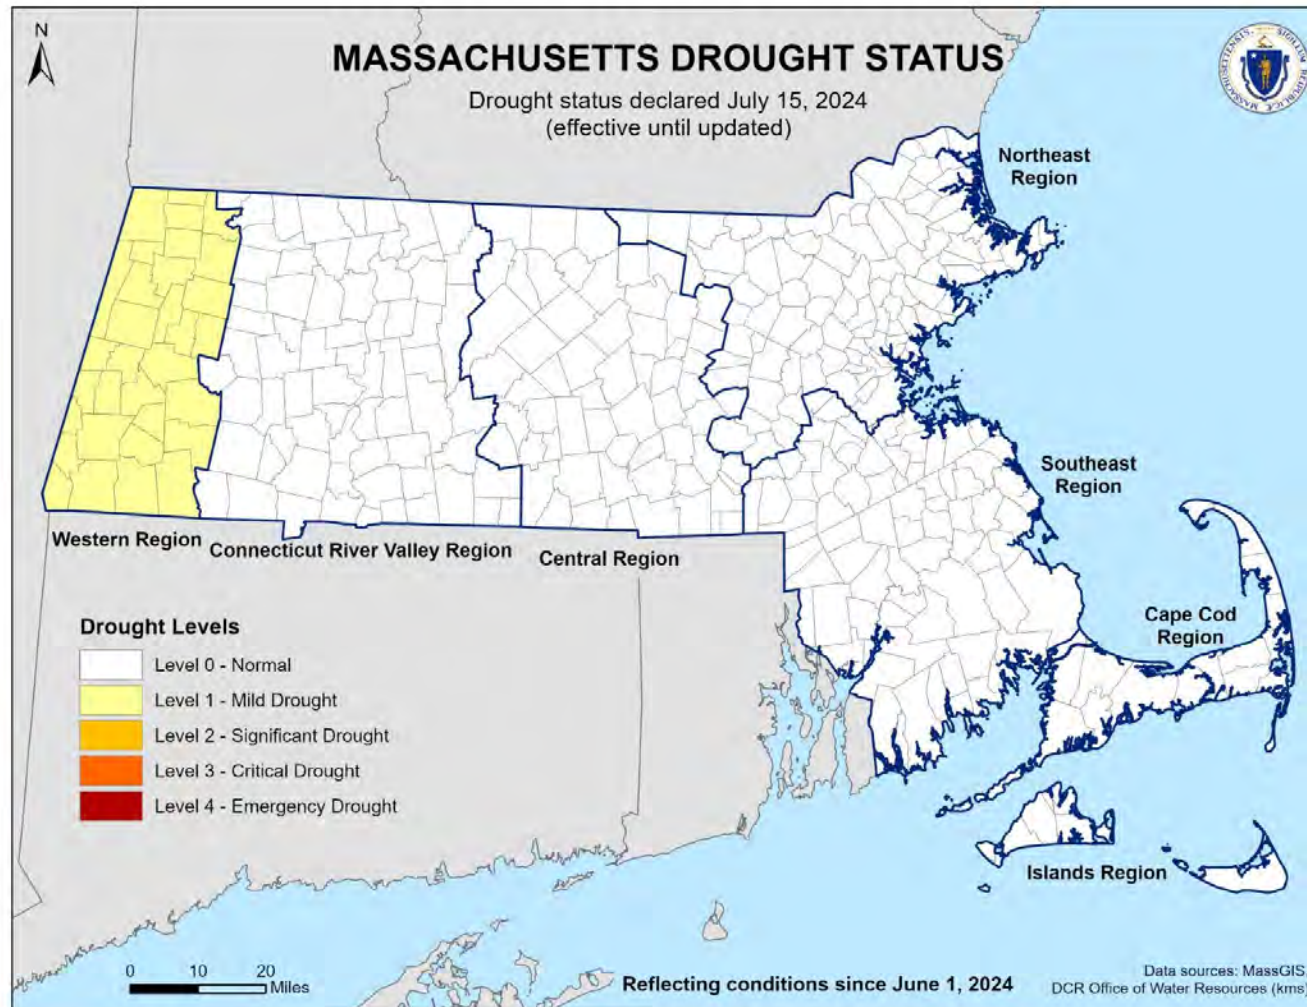 N
MASSACHUSETTS DROUGHT STATUS
Drought status declared July 15, 2024
(effective until updated)
Northeast
Region
Southeast
Region
Western Region
Connecticut River Valley Region
Central Region
Cape Cod
Region
Drought Levels
Level 0 - Normal
Level 1 - Mild Drought
Level 2 - Significant Drought
Level 3 - Critical Drought
Level 4 - Emergency Drought
Islands Region
0 10 20
Miles
Reflecting conditions since June 1, 2024
Data sources: MassGIS,
DCR Office of Water Resources (kms)